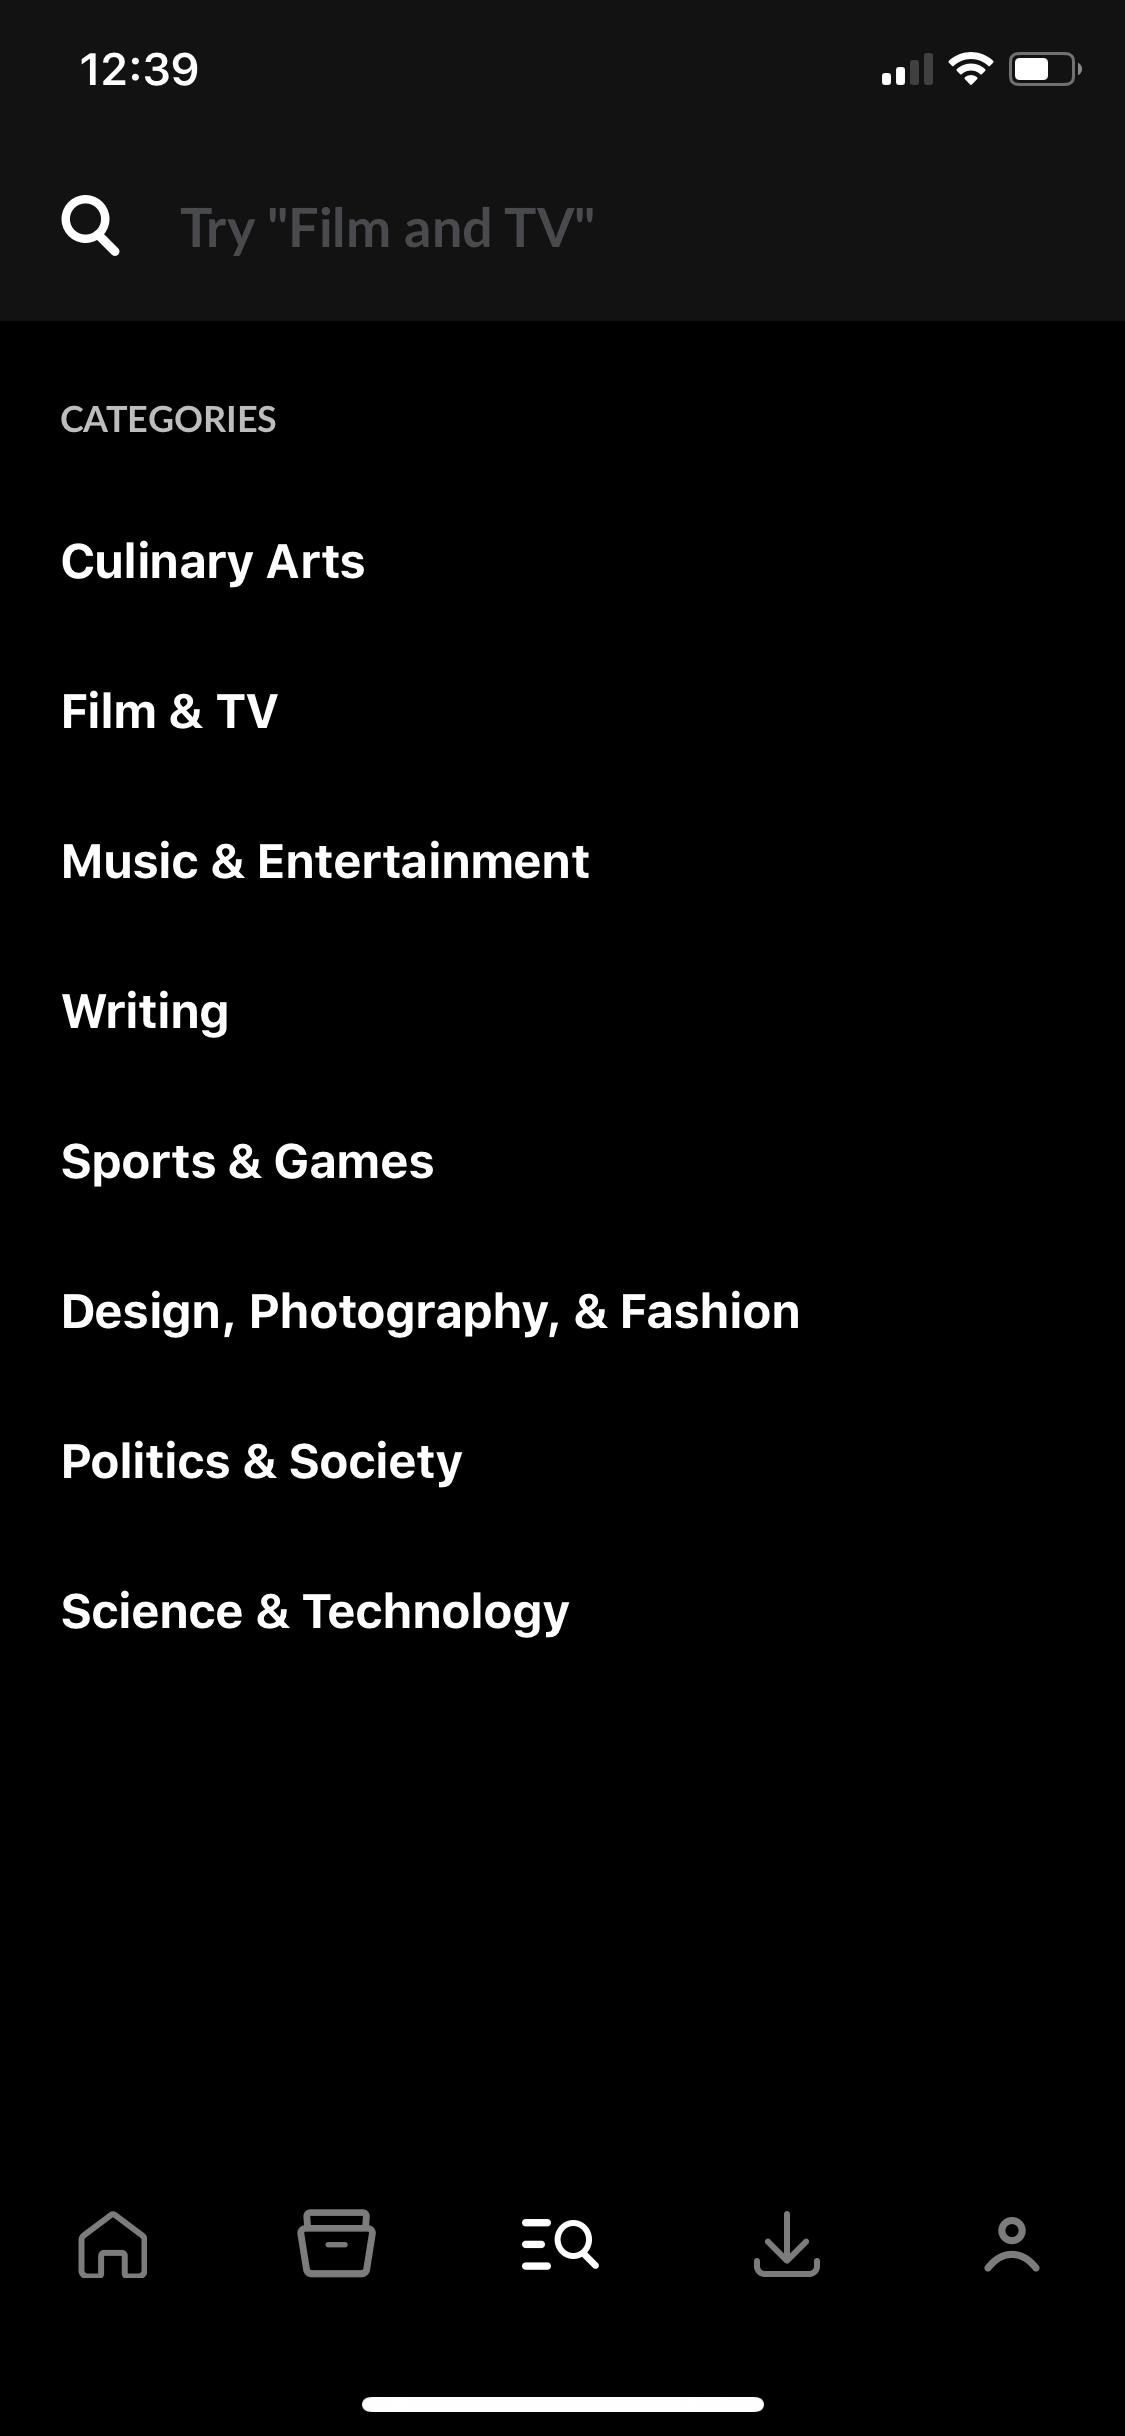 12:39
Try "Film and TV"
CATEGORIES
Culinary Arts
Film & TV
Music & Entertainment
Writing
Sports & Games
Design, Photography, & Fashion
Politics & Society
Science & Technology